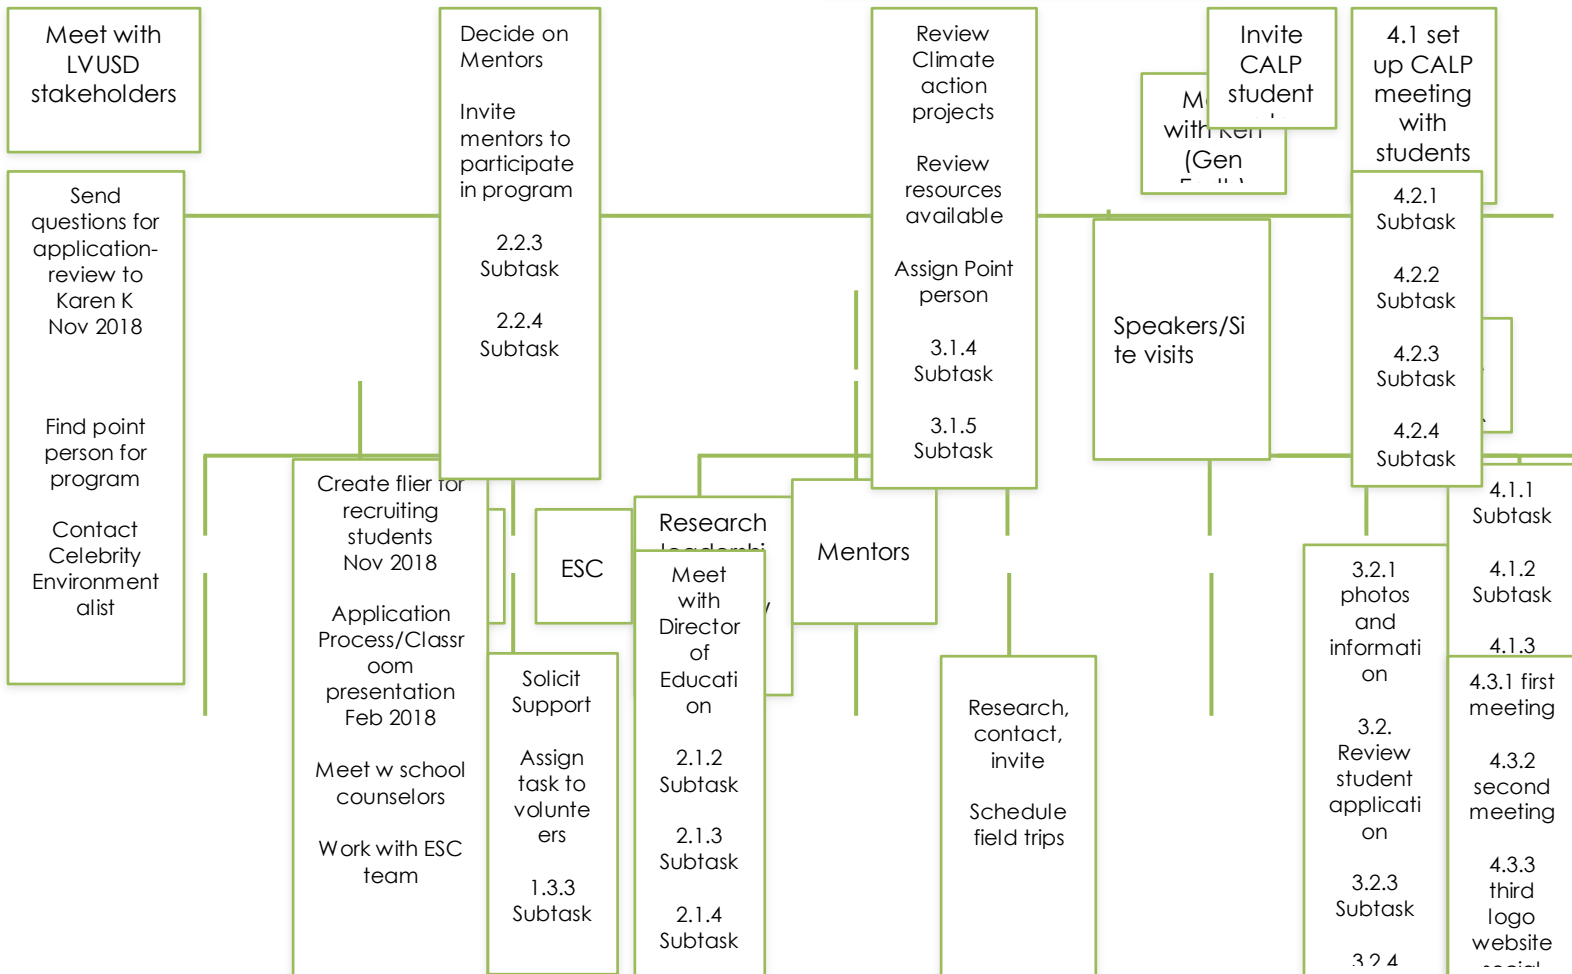 Meet with
LVUSD
stakeholders
Send
questions for
application-
review to
Karen K
Nov 2018
Find point
person for
program
Contact
Celebrity
Environment
alist
Create flier for
recruiting
students
Nov 2018
Application
Process/Classr
oom
presentation
Feb 2018
Meet w school
counselors
Work with ESC
team
Decide on
Mentors
Invite
mentors to
participate
in program
2.2.3
Subtask
2.2.4
Subtask
Solicit
Support
Assign
task to
volunte
ers
1.3.3
Subtask
ESC
Research
Meet
with
Director
of
Educati
on
2.1.2
Subtask
2.1.3
Subtask
2.1.4
Subtask
Mentors
Review
Climate
action
projects
Review
resources
available
Assign Point
person
3.1.4
Subtask
3.1.5
Subtask
Research,
contact,
invite
Schedule
field trips
with Ken
(Gen
Invite
CALP
student
Speakers/Si
te visits
4.1 set
up CALP
meeting
with
students
4.2.1
Subtask
4.2.2
Subtask
4.2.3
Subtask
4.2.4
Subtask
3.2.1
photos
and
informati
on
3.2.
Review
student
applicati
on
3.2.3
Subtask
3.2.4
4.1.1
Subtask
4.1.2
Subtask
4.1.3
4.3.1 first
meeting
4.3.2
second
meeting
4.3.3
third
logo
website
social